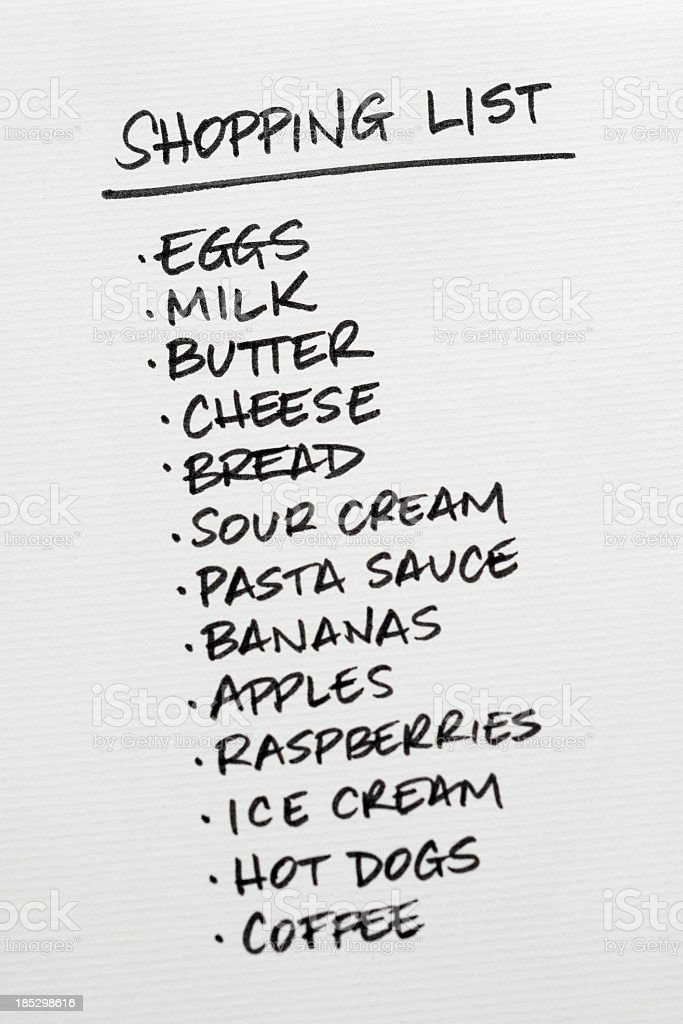 SHOPPING LIST
· EGGS
· MILK
· BUTTER
· CHEESE
· BREAD
· SOUR CREAM
· PASTA SAUCE
· BANANAS
· APPLES
· RASPBERRIES
· ICE CREAM
· HOT DOGS
· COFFEE
iStock
by Getty Images™
185298616